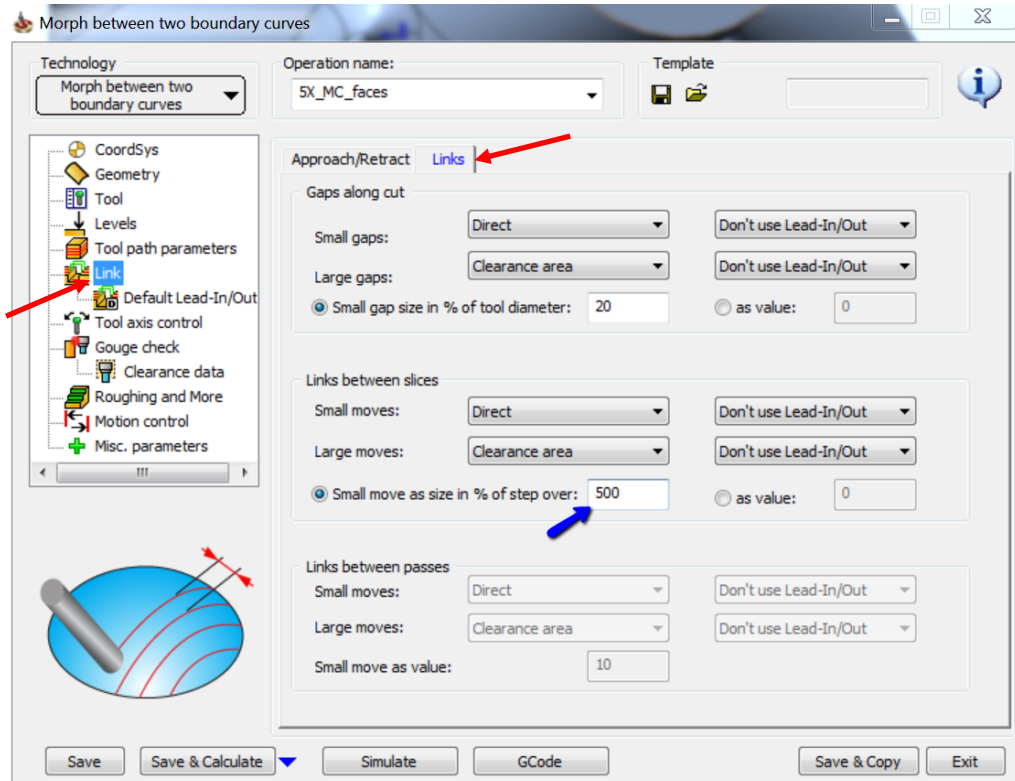 Morph between two boundary curves
Technology
Morph between two
boundary curves
Operation name:
5X_MC_faces
Template
CoordSys
Geometry
Tool
Levels
Tool path parameters
Link
Default Lead-In/Out
Tool axis control
Gouge check
Clearance data
Roughing and More
Motion control
Misc. parameters
Approach/Retract Links
Gaps along cut
Small gaps: Direct Don't use Lead-In/Out
Large gaps: Clearance area Don't use Lead-In/Out
Small gap size in % of tool diameter: 20 as value: 0
Links between slices
Small moves: Direct Don't use Lead-In/Out
Large moves: Clearance area Don't use Lead-In/Out
Small move as size in % of step over: 500 as value: 0
Links between passes
Small moves: Direct Don't use Lead-In/Out
Large moves: Clearance area Don't use Lead-In/Out
Small move as value: 10
Save Save & Calculate Simulate GCode Save & Copy Exit